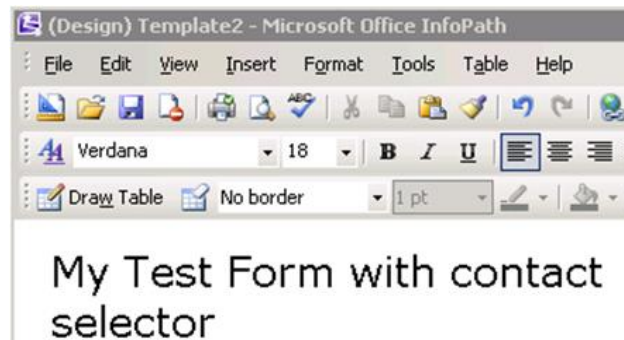 (Design) Template2 - Microsoft Office InfoPath
File Edit View Insert Format Tools Table Help
ABC
Verdana 18 B I U
Draw Table No border 1 pt
My Test Form with contact
selector